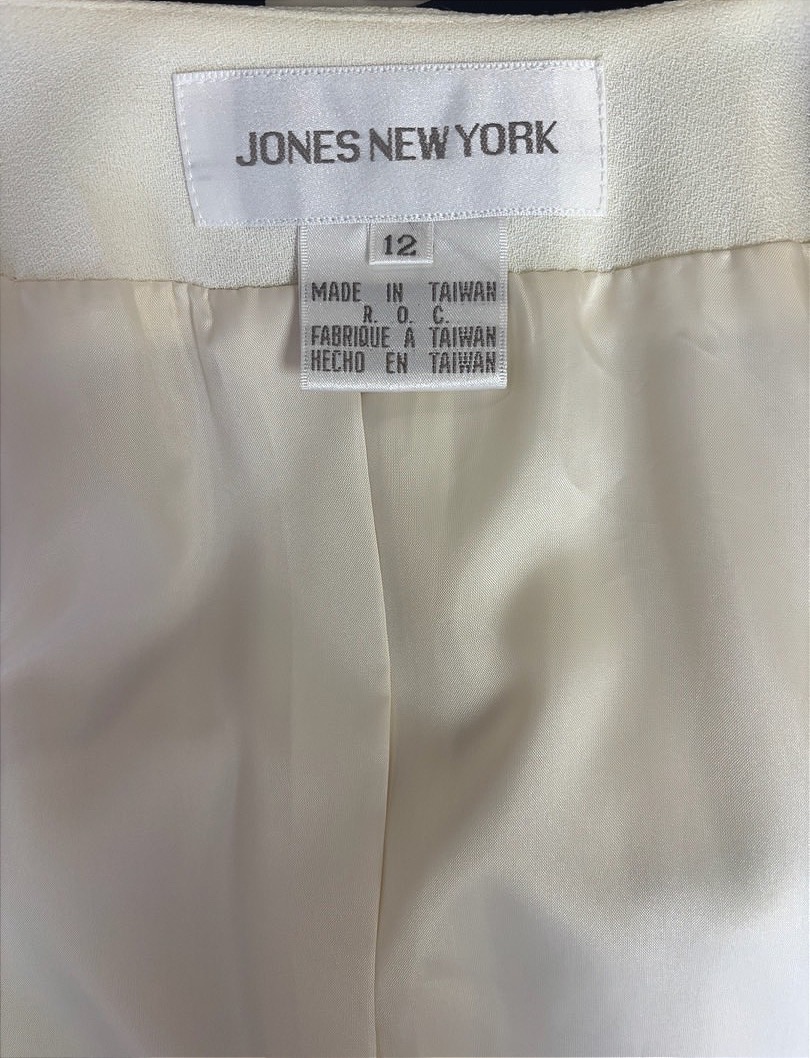 JONES NEW YORK
12
MADE IN TAIWAN
R. O. C.
FABRIQUE À TAIWAN
HECHO EN TAIWAN